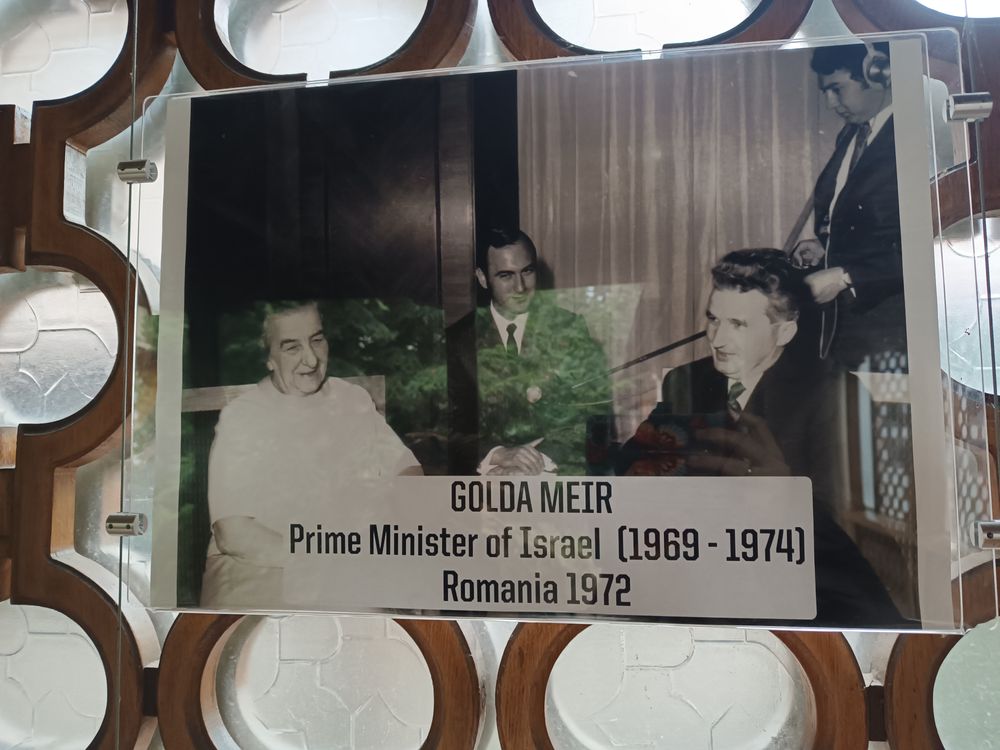 GOLDA MEIR
Prime Minister of Israel (1969 - 1974)
Romania 1972